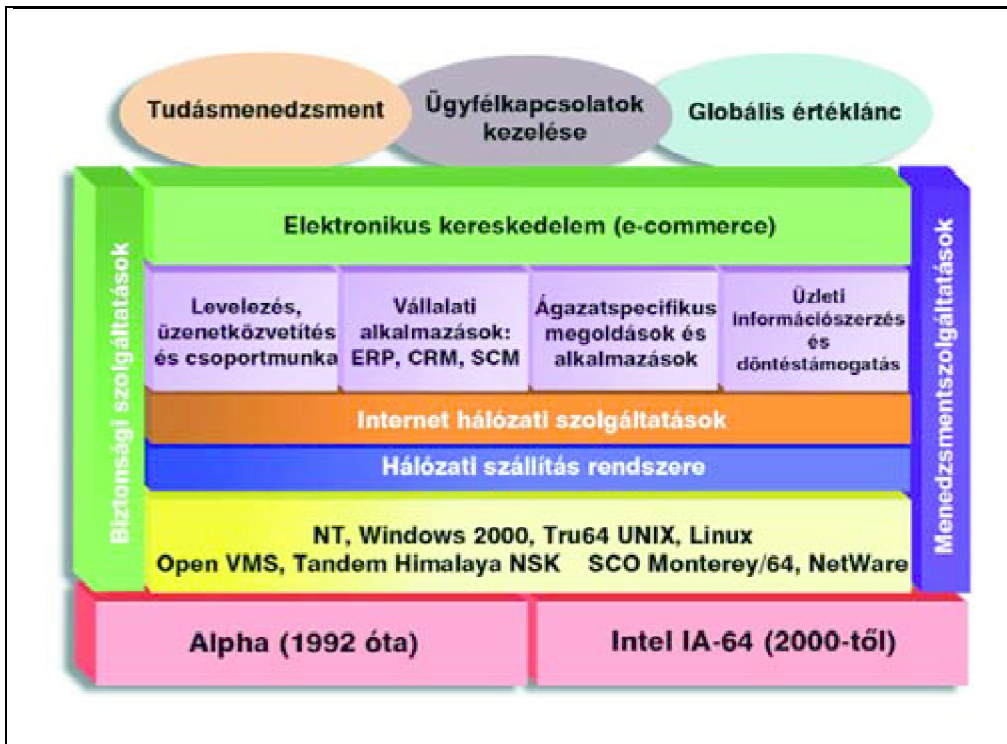 Tudásmenedzsment
Ügyfélkapcsolatok
kezelése
Globális értéklánc
Biztonsági szolgáltatások
Elektronikus kereskedelem (e-commerce)
Levelezés,
üzenetközvetítés
és csoportmunka
Vállalati
alkalmazások:
ERP, CRM, SCM
Ágazatspecifikus
megoldások és
alkalmazások
Üzleti
információszerzés
és
döntéstámogatás
Internet hálózati szolgáltatások
Hálózati szállítás rendszere
NT, Windows 2000, Tru64 UNIX, Linux
Open VMS, Tandem Himalaya NSK SCO Monterey/64, NetWare
Menedzsmentszolgáltatások
Alpha (1992 óta)
Intel IA-64 (2000-től)